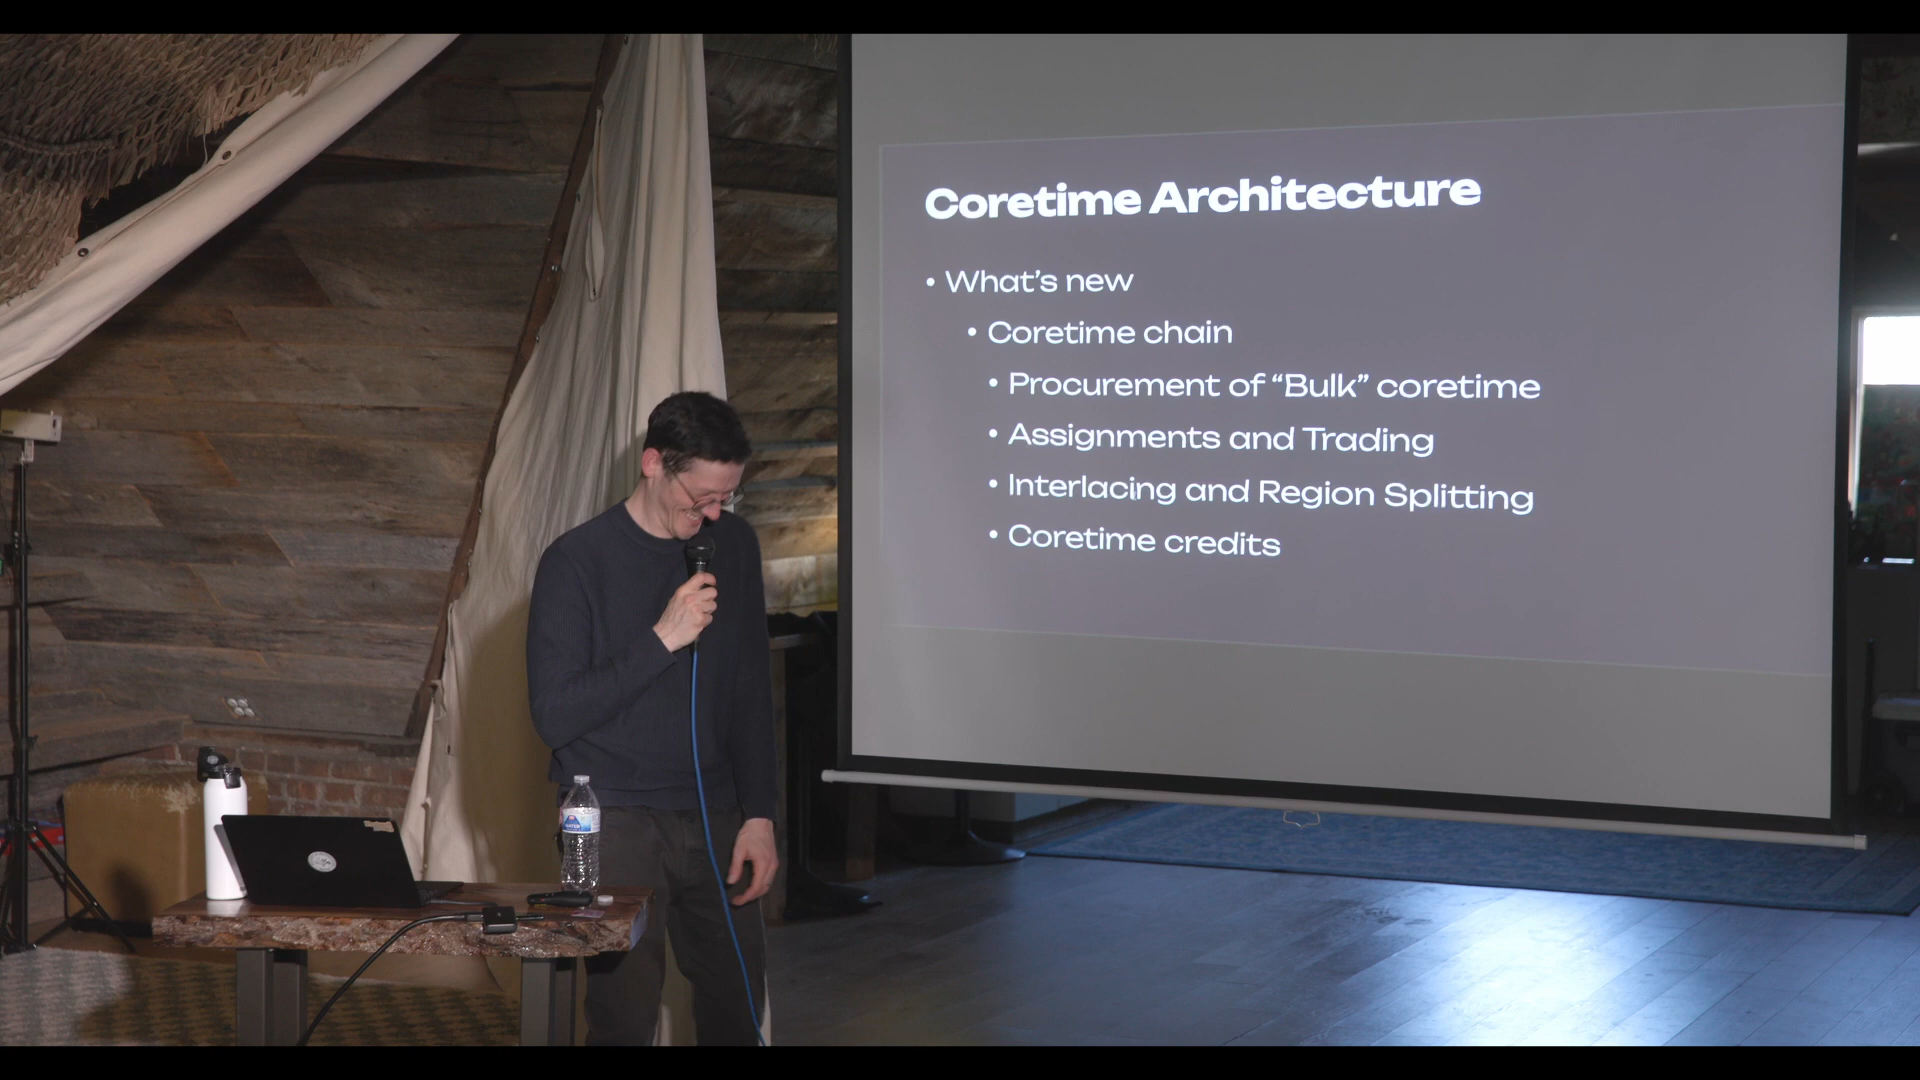 Coretime Architecture
• What's new
• Coretime chain
• Procurement of “Bulk” coretime
• Assignments and Trading
• Interlacing and Region Splitting
• Coretime credits